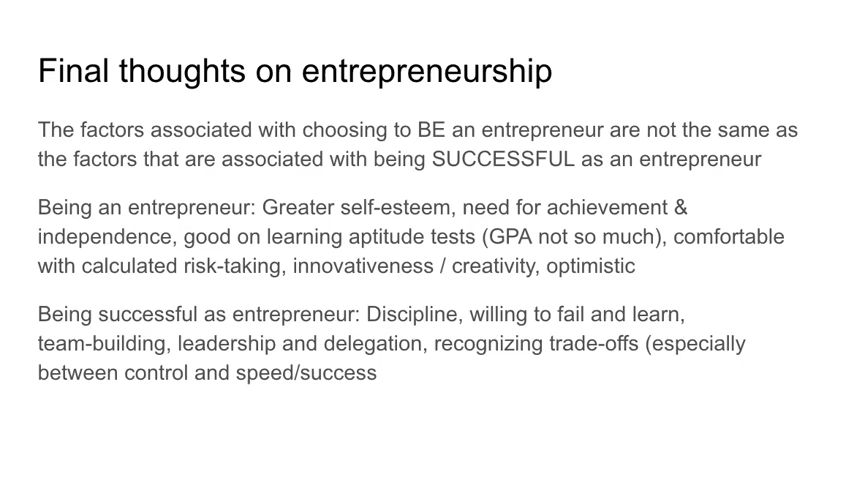 Final thoughts on entrepreneurship
The factors associated with choosing to BE an entrepreneur are not the same as
the factors that are associated with being SUCCESSFUL as an entrepreneur
Being an entrepreneur: Greater self-esteem, need for achievement &
independence, good on learning aptitude tests (GPA not so much), comfortable
with calculated risk-taking, innovativeness / creativity, optimistic
Being successful as entrepreneur: Discipline, willing to fail and learn,
team-building, leadership and delegation, recognizing trade-offs (especially
between control and speed/success